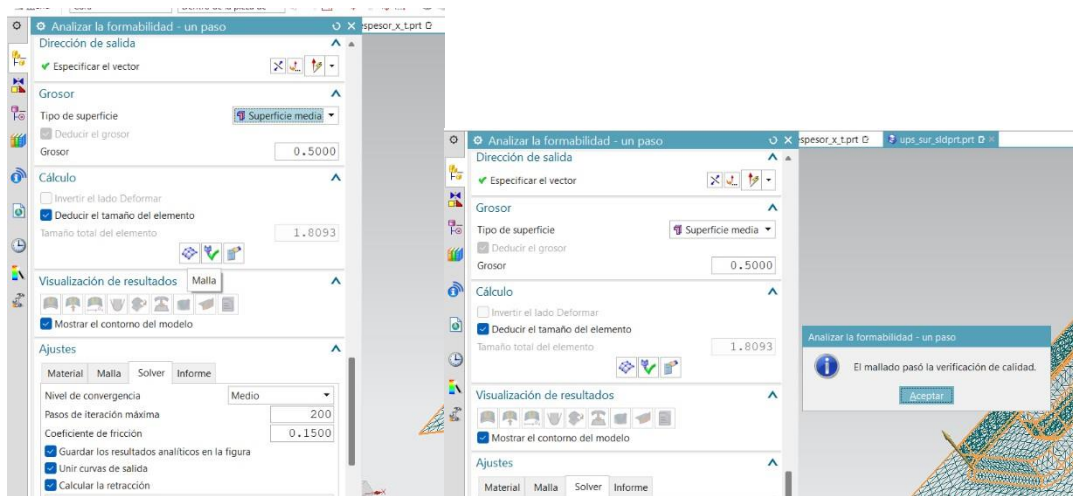 Analizar la formabilidad - un paso
spesor_x_t.prt
Dirección de salida
Especificar el vector
Grosor
Tipo de superficie
Superficie media
Deducir el grosor
Grosor
0.5000
Cálculo
Invertir el lado Deformar
Deducir el tamaño del elemento
Tamaño total del elemento
1.8093
Visualización de resultados
Malla
Mostrar el contorno del modelo
Ajustes
Material
Malla
Solver
Informe
Nivel de convergencia
Medio
Pasos de iteración máxima
200
Coeficiente de fricción
0.1500
Guardar los resultados analíticos en la figura
Unir curvas de salida
Calcular la retracción
Analizar la formabilidad - un paso
spesor_x_t.prt
ups_sur_sldprt.prt
Dirección de salida
Especificar el vector
Grosor
Tipo de superficie
Superficie media
Deducir el grosor
Grosor
0.5000
Cálculo
Invertir el lado Deformar
Deducir el tamaño del elemento
Tamaño total del elemento
1.8093
Visualización de resultados
Mostrar el contorno del modelo
Ajustes
Material
Malla
Solver
Informe
Analizar la formabilidad - un paso
El mallado pasó la verificación de calidad.
Aceptar